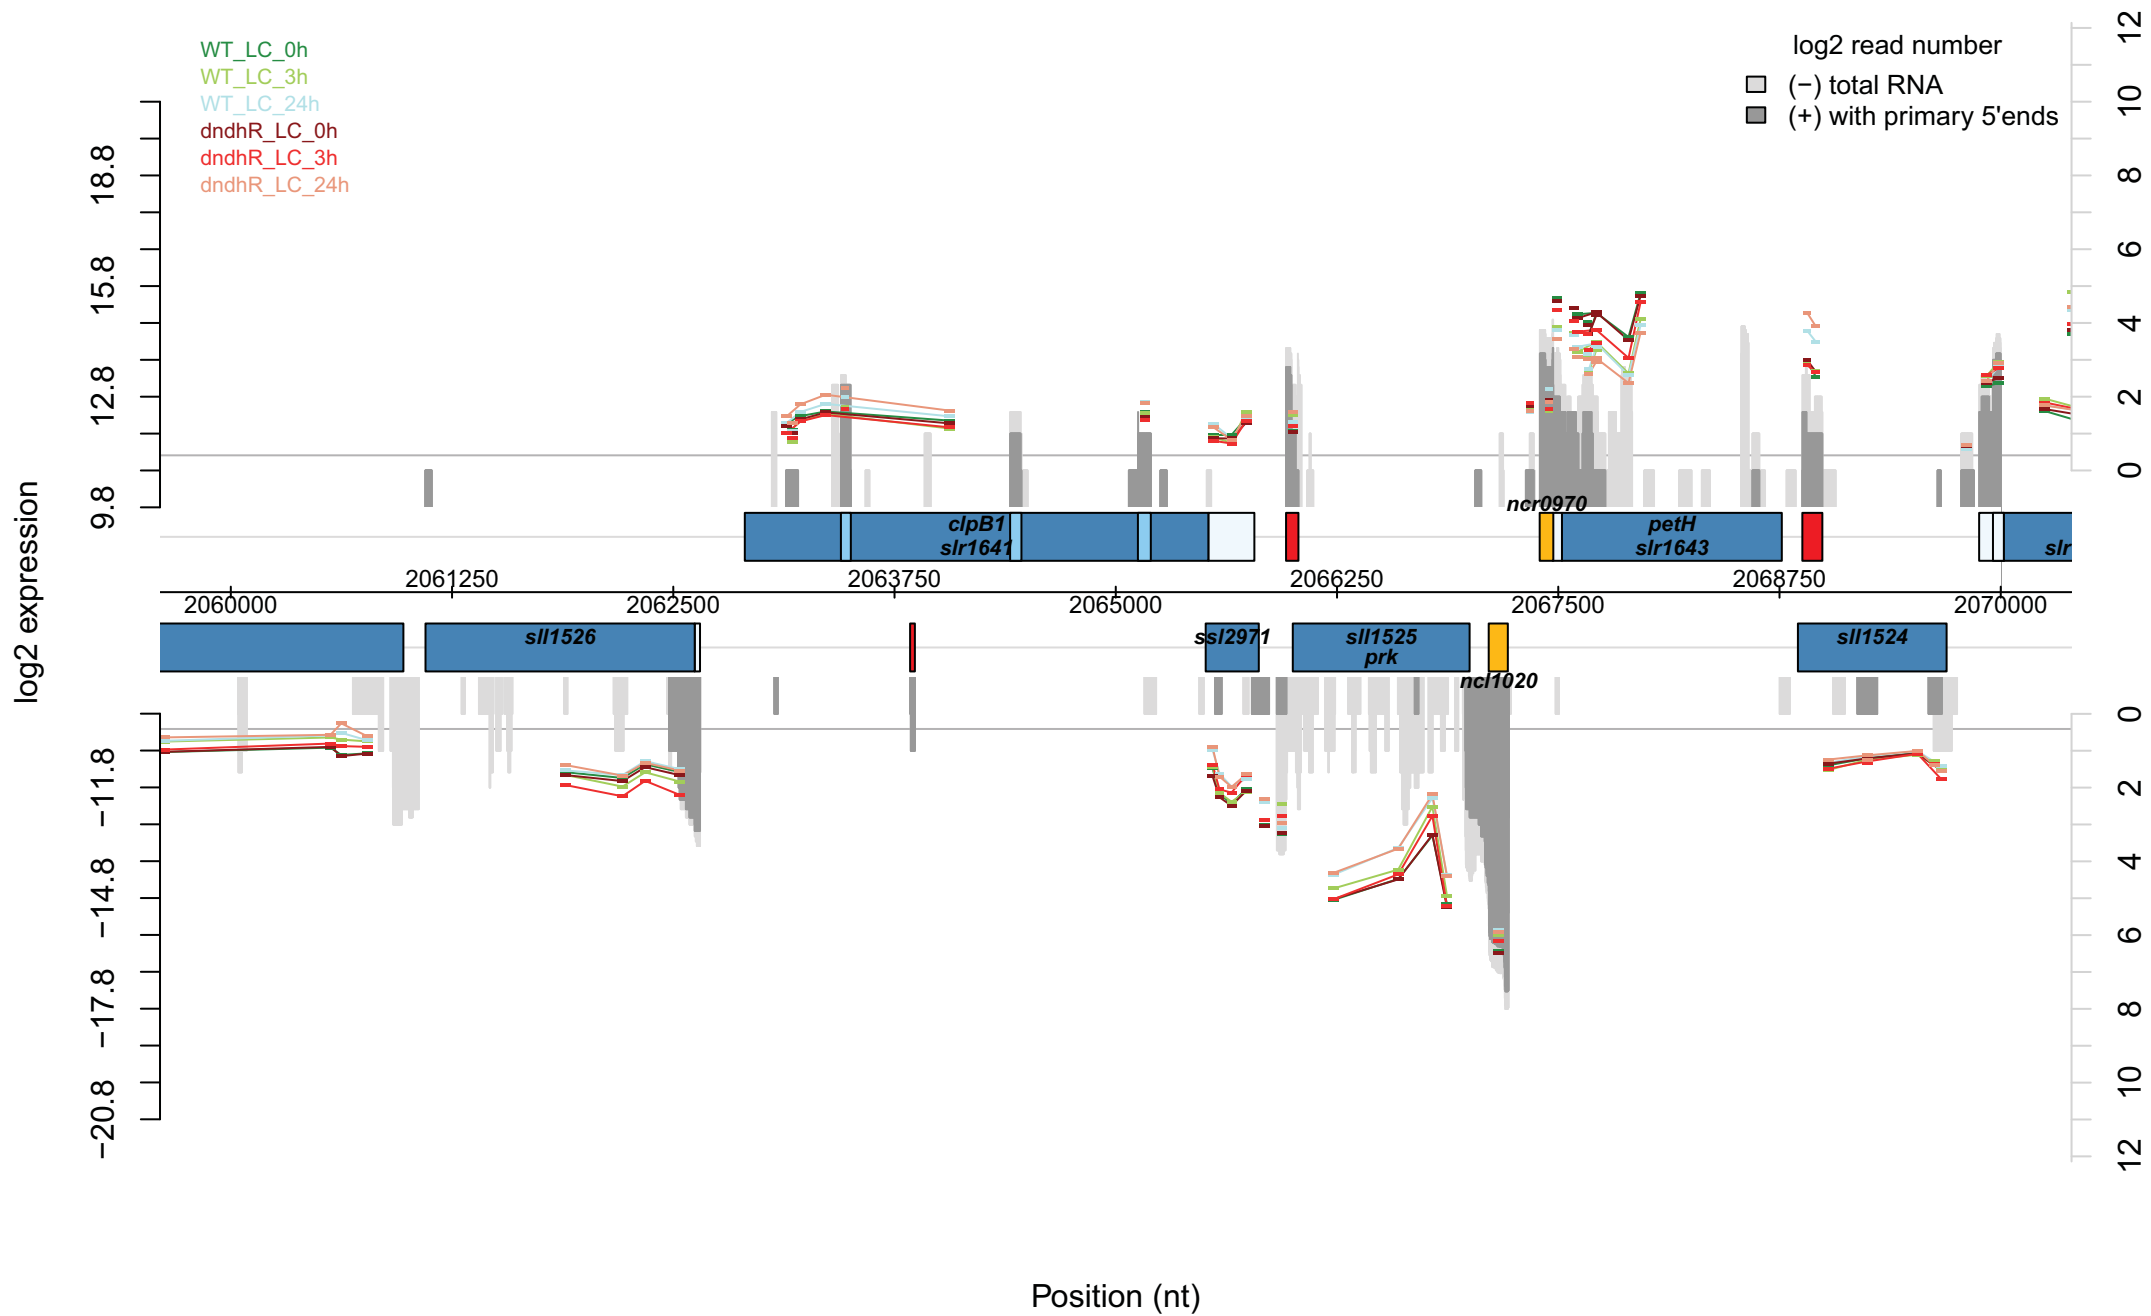 WT_LC_0h
WT_LC_3h
WT_LC_24h
dndhR_LC_0h
dndhR_LC_3h
dndhR_LC_24h
log2 read number
(−) total RNA
(+) with primary 5'ends
log2 expression
18.8
15.8
12.8
9.8
12
10
8
6
4
2
0
ncr0970
clpB1
slr1641
petH
slr1643
slr
2061250
2063750
2066250
2068750
2060000
2062500
2065000
2067500
2070000
sll1526
ssl2971
sll1525
prk
ncl1020
sll1524
−11.8
−14.8
−17.8
−20.8
0
2
4
6
8
10
12
Position (nt)